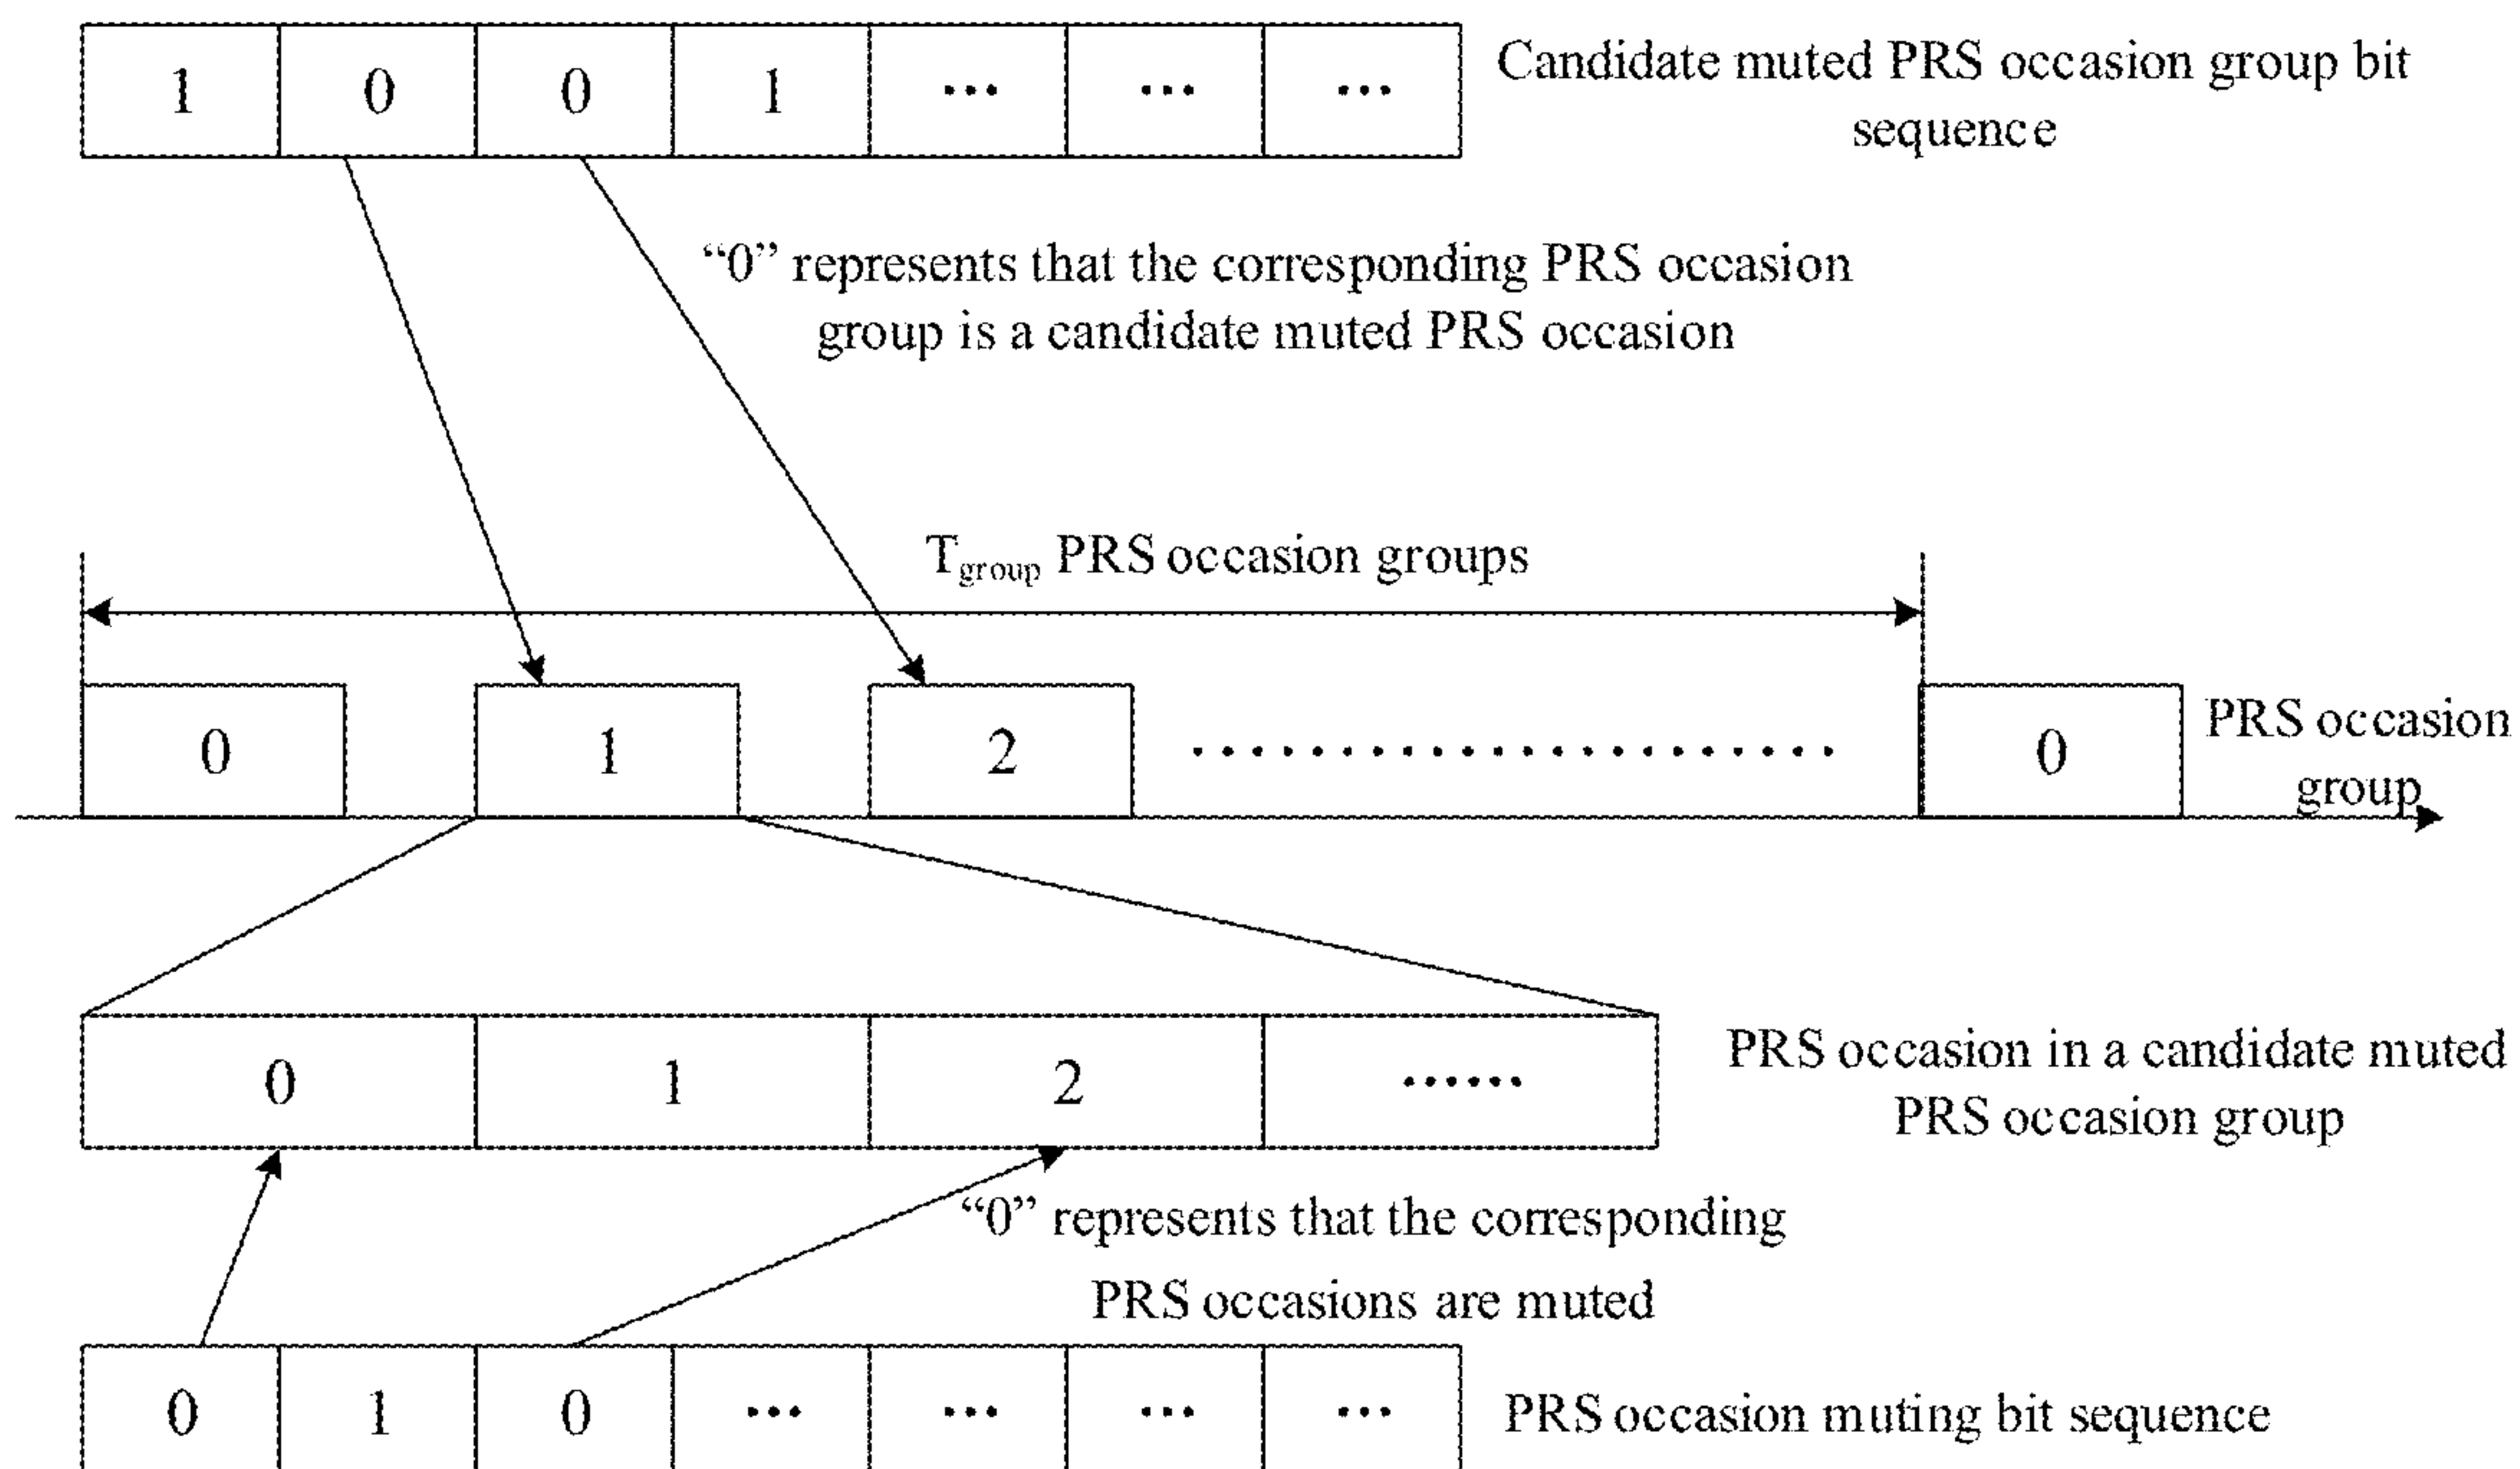 1 0 0 1 ... ... ...
Candidate muted PRS occasion group bit
sequence
“0” represents that the corresponding PRS occasion
group is a candidate muted PRS occasion
Tgroup PRS occasion groups
0 1 2 ...................... 0
PRS occasion
group
0 1 2 ......
PRS occasion in a candidate muted
PRS occasion group
“0” represents that the corresponding
PRS occasions are muted
0 1 0 ... ... ... ...
PRS occasion muting bit sequence